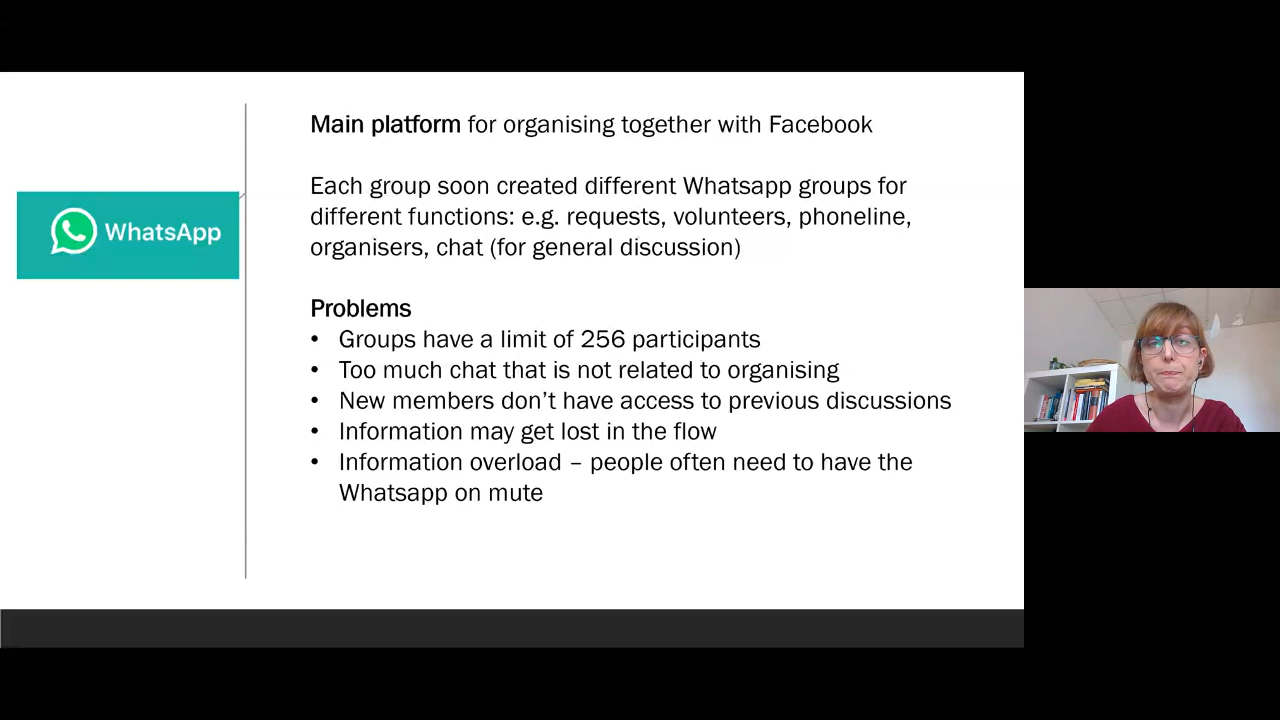 Main platform for organising together with Facebook
Each group soon created different Whatsapp groups for
different functions: e.g. requests, volunteers, phoneline,
organisers, chat (for general discussion)
WhatsApp
Problems
• Groups have a limit of 256 participants
• Too much chat that is not related to organising
• New members don’t have access to previous discussions
• Information may get lost in the flow
• Information overload – people often need to have the
Whatsapp on mute